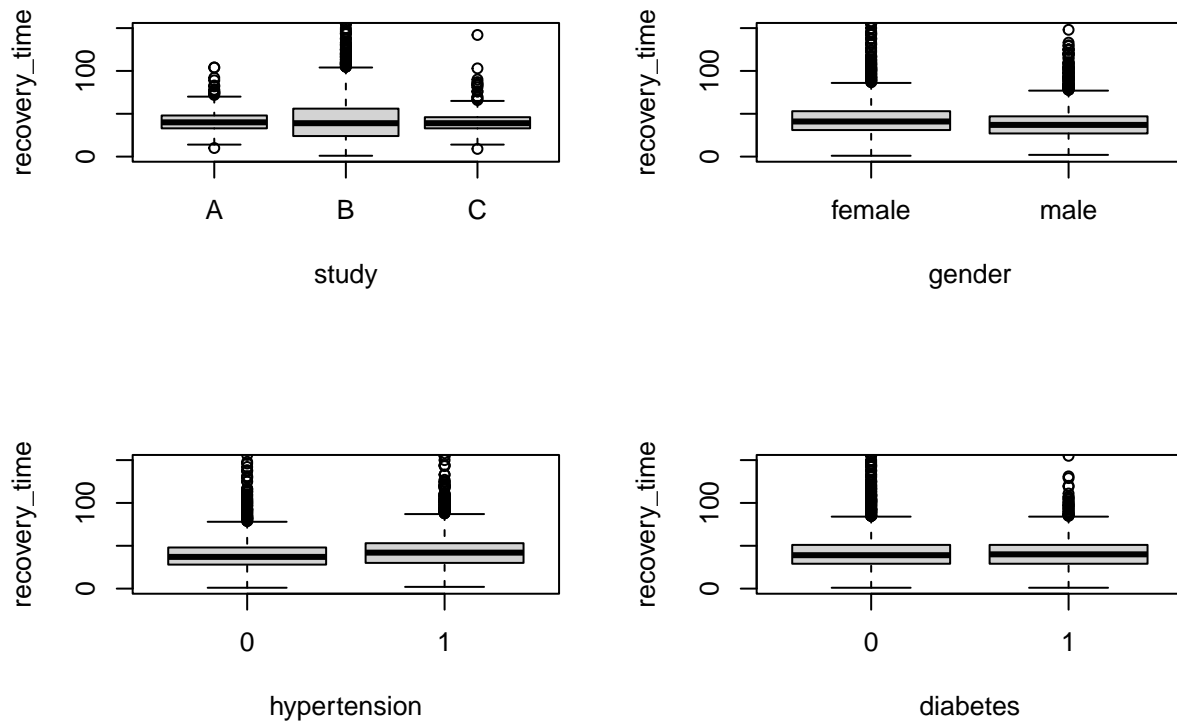 recovery_time
100
0
A B C
study
recovery_time
100
0
female male
gender
recovery_time
100
0
0 1
hypertension
recovery_time
100
0
0 1
diabetes